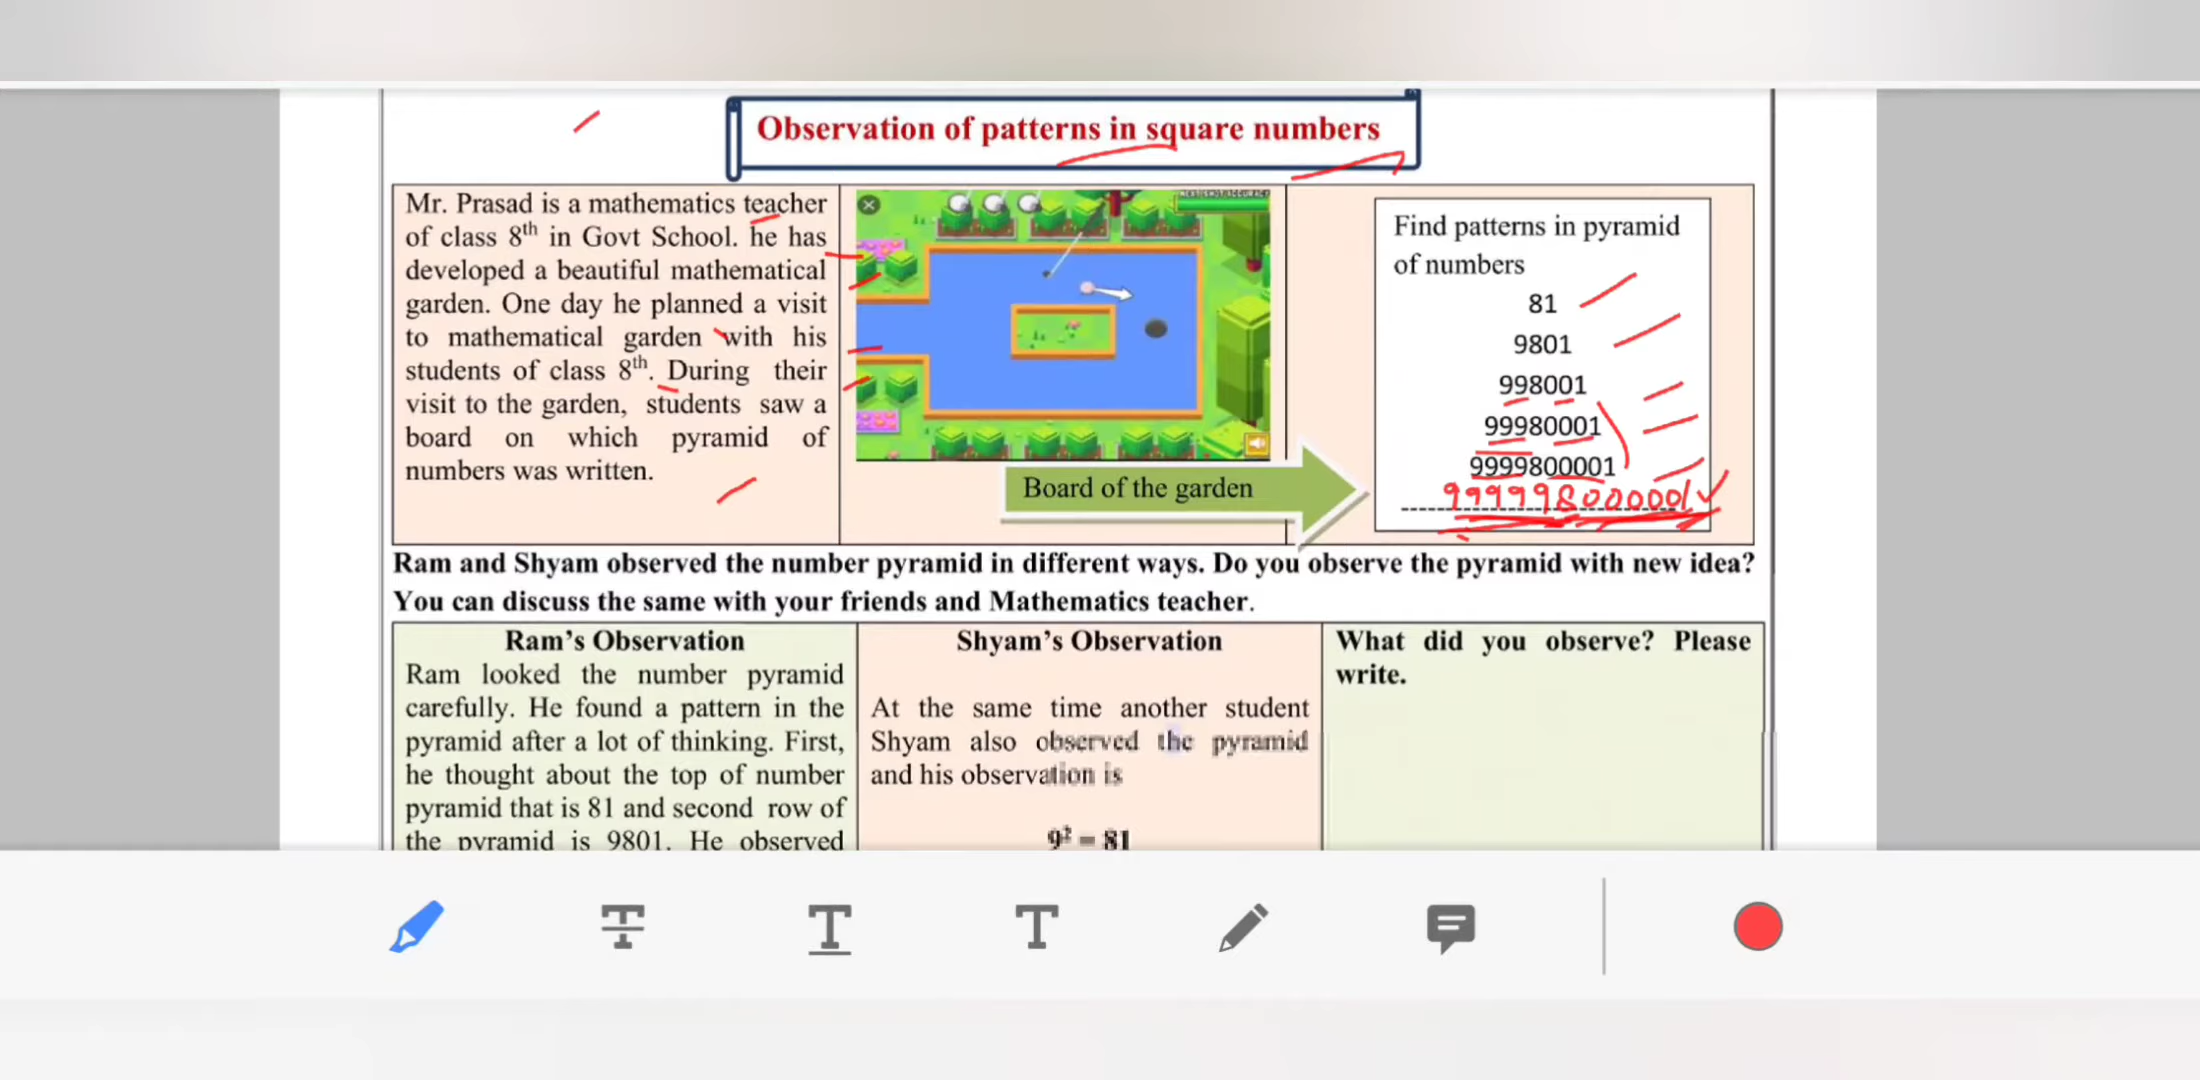 Observation of patterns in square numbers
Mr. Prasad is a mathematics teacher
of class 8th in Govt School. he has
developed a beautiful mathematical
garden. One day he planned a visit
to mathematical garden with his
students of class 8th. During their
visit to the garden, students saw a
board on which pyramid of
numbers was written.
Board of the garden
Find patterns in pyramid
of numbers
81
9801
998001
99980001
9999800001
999998000001
Ram and Shyam observed the number pyramid in different ways. Do you observe the pyramid with new idea?
You can discuss the same with your friends and Mathematics teacher.
Ram’s Observation
Ram looked the number pyramid
carefully. He found a pattern in the
pyramid after a lot of thinking. First,
he thought about the top of number
pyramid that is 81 and second row of
the pyramid is 9801. He observed
Shyam’s Observation
At the same time another student
Shyam also observed the pyramid
and his observation is
9² = 81
What did you observe? Please
write.